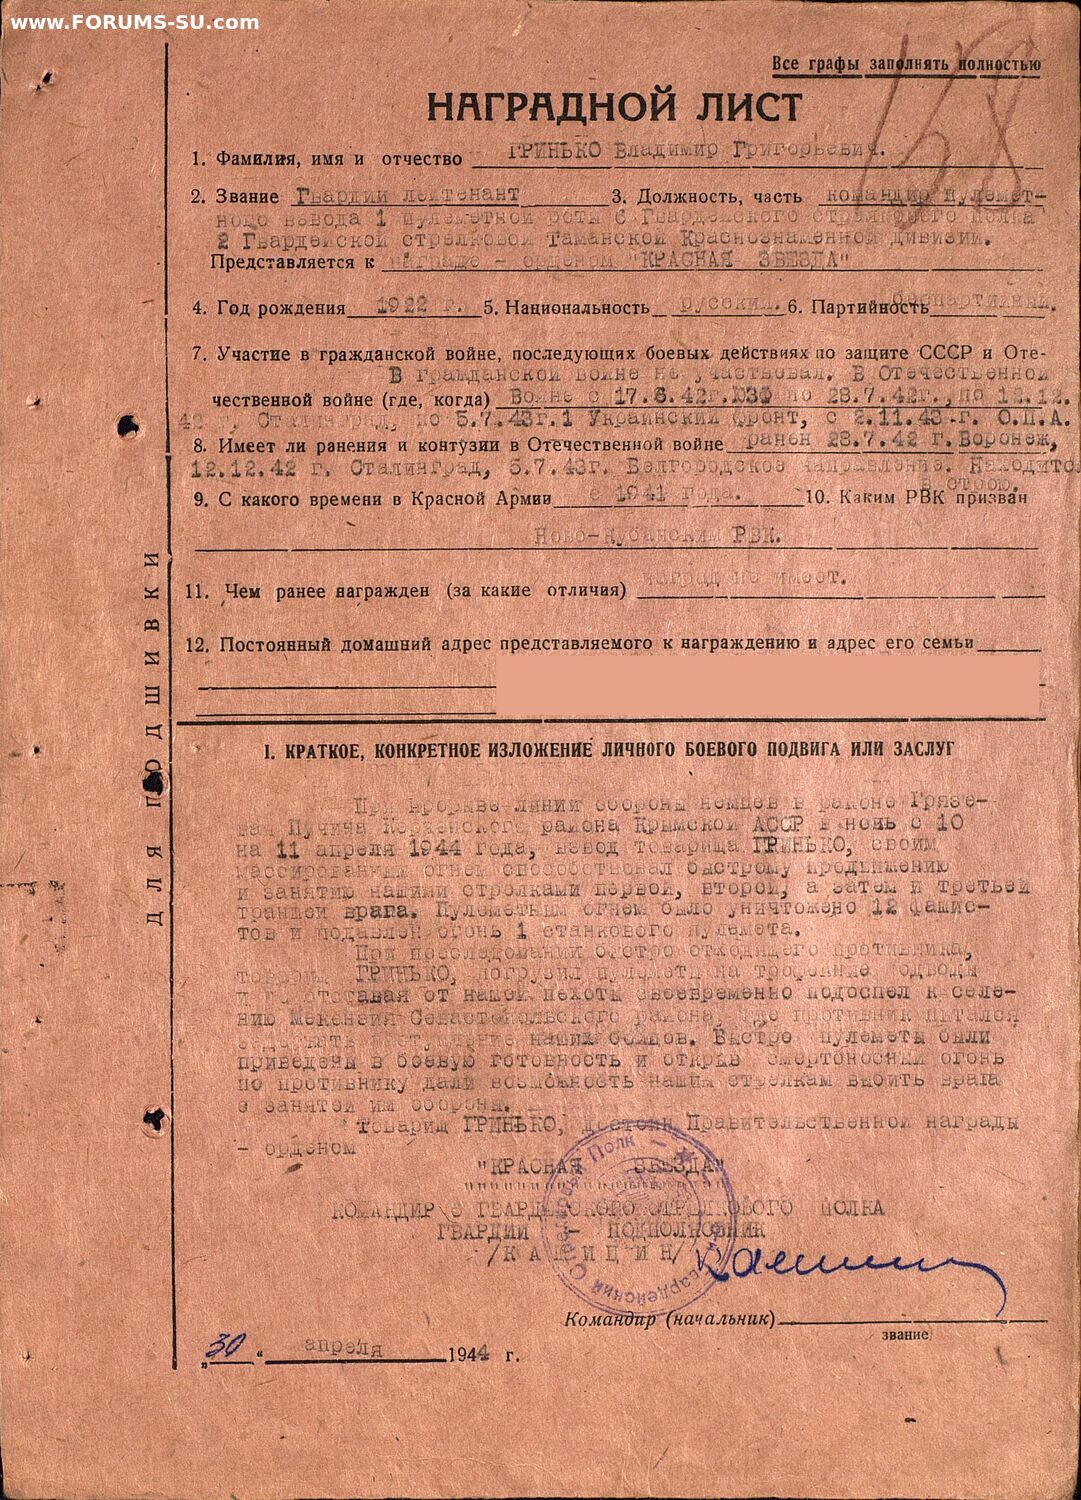 www.FORUMS-SU.com
158
Все графы заполнять полностью
НАГРАДНОЙ ЛИСТ
1. Фамилия, имя и отчество ГРИНЬКО Владимир Григорьевич.
2. Звание Гвардии лейтенант 3. Должность, часть командир пулемет-
ного взвода 1 пулеметной роты 6 Гвардейского стрелкового полка
2 Гвардейской стрелковой Таманской Краснознаменной дивизии.
Представляется к награде - орденом "КРАСНАЯ ЗВЕЗДА"
4. Год рождения 1922 г. 5. Национальность русский. 6. Партийность беспартийный.
7. Участие в гражданской войне, последующих боевых действиях по защите СССР и Оте-
В гражданской войне не участвовал. В Отечественной
чественной войне (где, когда) войне с 17.6.42г. ЮЗФ по 28.7.42г., по 12.12.
42 г. Сталинград, по 5.7.43г.1 Украинский фронт, с 2.11.43.г. О.П.А.
8. Имеет ли ранения и контузии в Отечественной войне ранен 28.7.42 г. Воронеж,
12.12.42 г. Сталинград, 5.7.43г. Белгородское направление. Находится
в строю.
9. С какого времени в Красной Армии с 1941 года. 10. Каким РВК призван
Ново-Кубанским РВК.
11. Чем ранее награжден (за какие отличия) наград не имеет.
12. Постоянный домашний адрес представляемого к награждению и адрес его семьи
I. КРАТКОЕ, КОНКРЕТНОЕ ИЗЛОЖЕНИЕ ЛИЧНОГО БОЕВОГО ПОДВИГА ИЛИ ЗАСЛУГ
При прорыве линии обороны немцев в районе Грязе-
вая Пучина Керченского района Крымской АССР в ночь с 10
на 11 апреля 1944 года, взвод товарища ГРИНЬКО, своим
массированным огнем способствовал быстрому продвижению
и занятию нашими стрелками первой, второй, а затем и третьей
траншеи врага. Пулеметным огнем было уничтожено 12 фашис-
тов и подавлен огонь 1 станкового пулемета.
При преследовании быстро отходящего противника,
товарищ ГРИНЬКО, погрузил пулеметы на трофейные подводы
и не отставая от нашей пехоты своевременно подоспел к селе-
нию Мекензия Севастопольского района, где противник пытался
задержать наступление наших бойцов. Быстро пулеметы были
приведены в боевую готовность и открыв смертоносный огонь
по противнику дали возможность нашим стрелкам выбить врага
с занятой им обороны.
Товарищ ГРИНЬКО, достоин Правительственной награды
- орденом
"КРАСНАЯ ЗВЕЗДА"
КОМАНДИР 6 ГВАРДЕЙСКОГО СТРЕЛКОВОГО ПОЛКА
ГВАРДИИ - ПОДПОЛКОВНИК
Гвардейский Стрелковый Полк
Командир (начальник)
звание
„30“ апреля 1944 г.
ДЛЯ ПОДШИВКИ